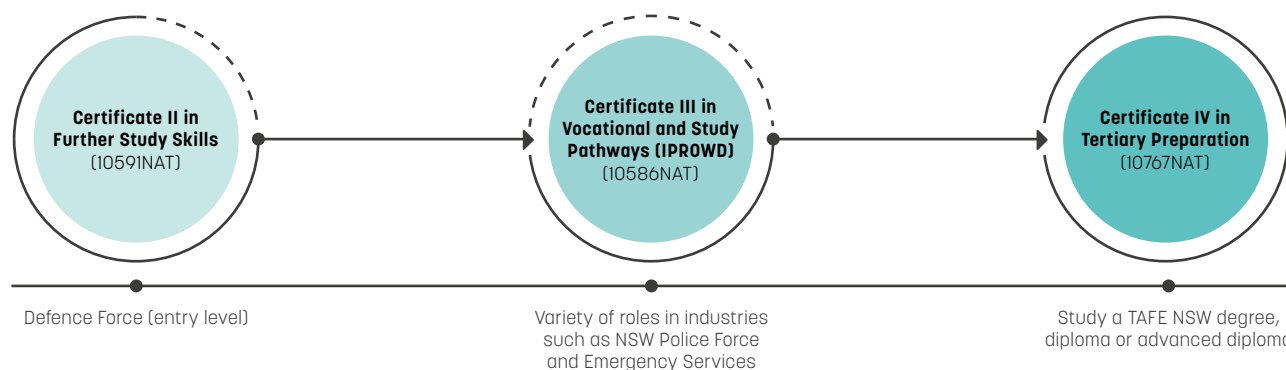 Certificate II in
Further Study Skills
(10591NAT)
Certificate III in
Vocational and Study
Pathways (IPROWD)
(10586NAT)
Certificate IV in
Tertiary Preparation
(10767NAT)
Defence Force (entry level)
Variety of roles in industries
such as NSW Police Force
and Emergency Services
Study a TAFE NSW degree,
diploma or advanced diploma